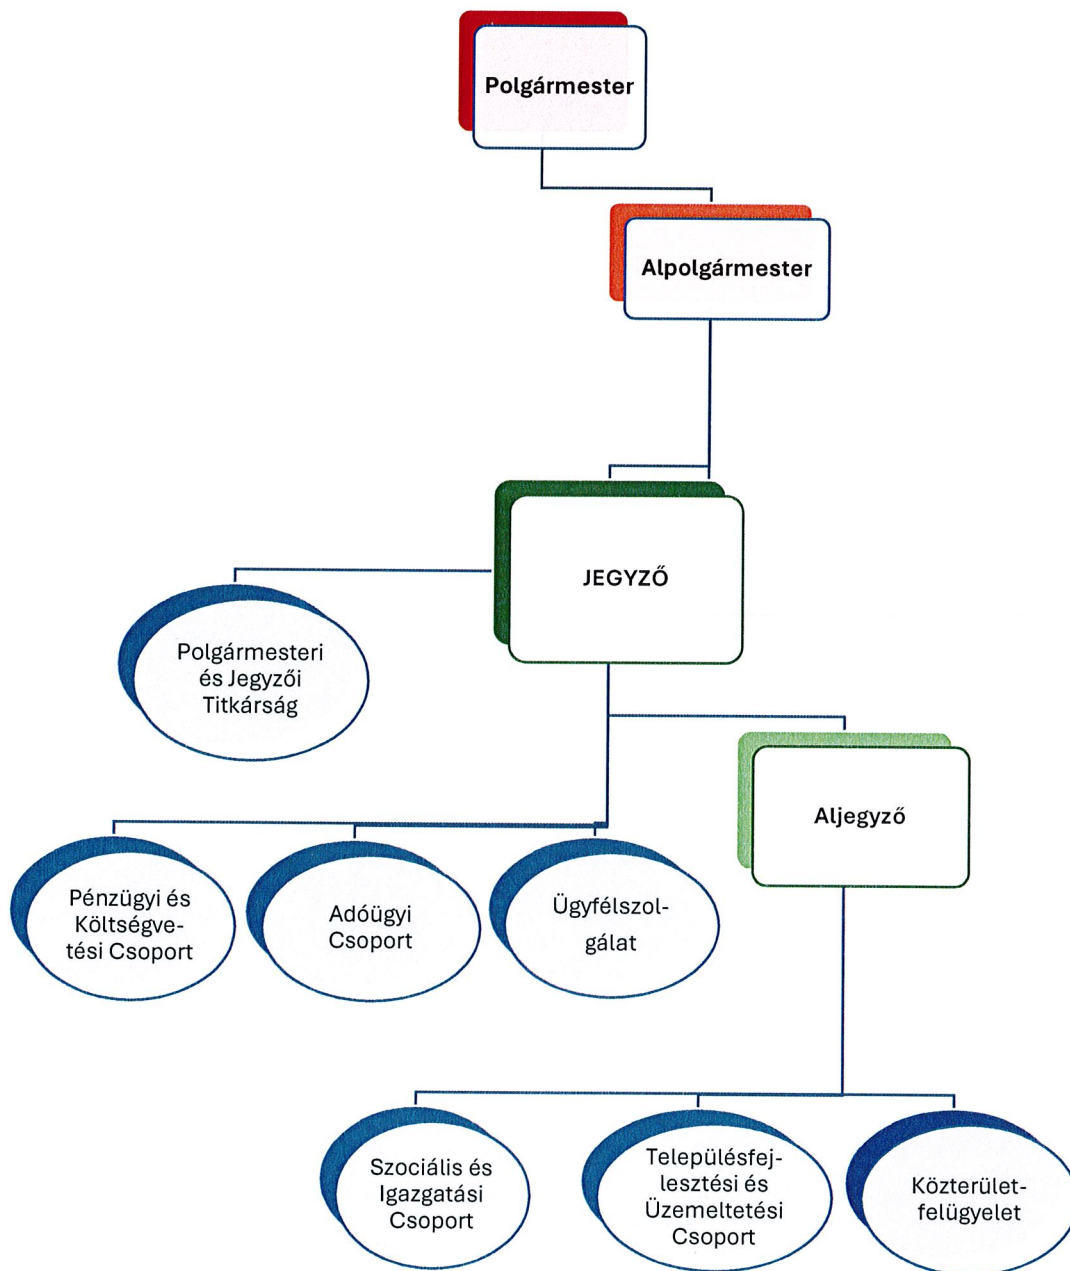 Polgármester
Alpolgármester
JEGYZŐ
Polgármesteri
és Jegyzői
Titkárság
Aljegyző
Pénzügyi és
Költségve-
tési Csoport
Adóügyi
Csoport
Ügyfélszol-
gálat
Szociális és
Igazgatási
Csoport
Településfej-
lesztési és
Üzemeltetési
Csoport
Közterület-
felügyelet